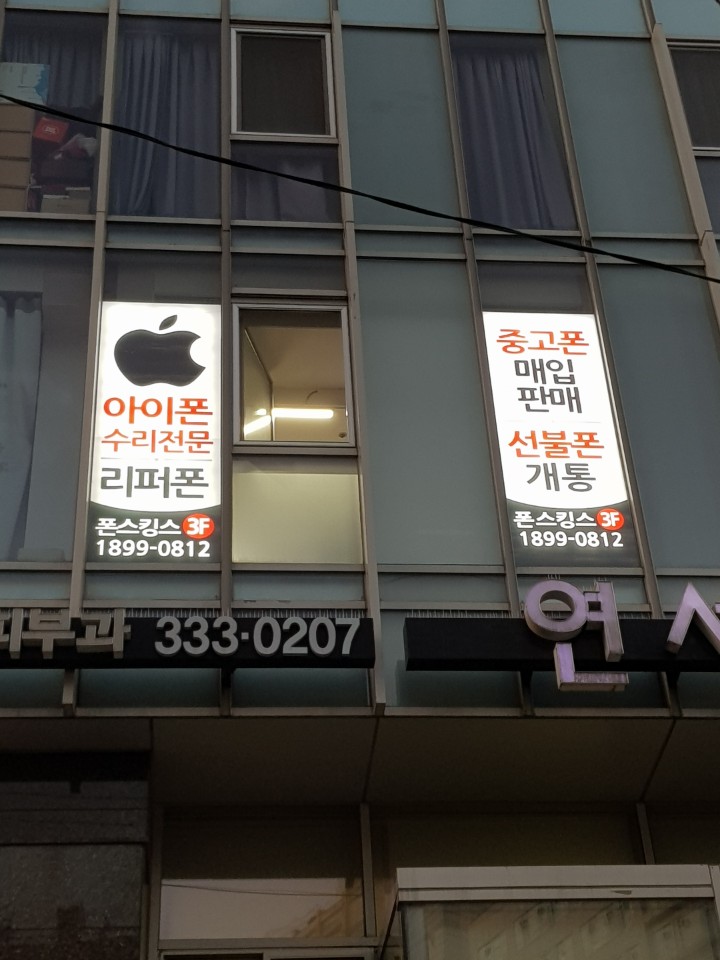 아이폰
수리전문
리퍼폰
폰스킹스 3F
1899-0812
중고폰
매입
판매
선불폰
개통
폰스킹스 3F
1899-0812
피부과 333·0207
연